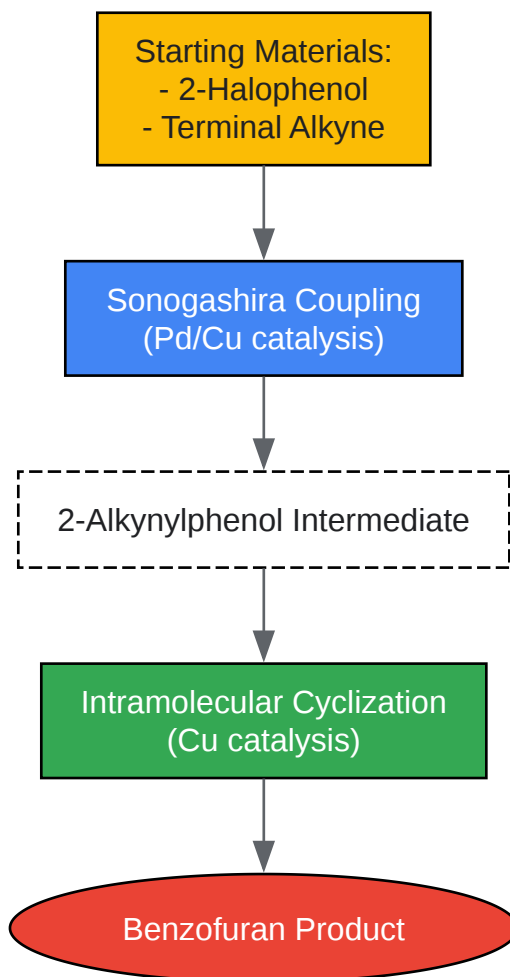 Starting Materials:
- 2-Halophenol
- Terminal Alkyne
Sonogashira Coupling
(Pd/Cu catalysis)
2-Alkynylphenol Intermediate
Intramolecular Cyclization
(Cu catalysis)
Benzofuran Product